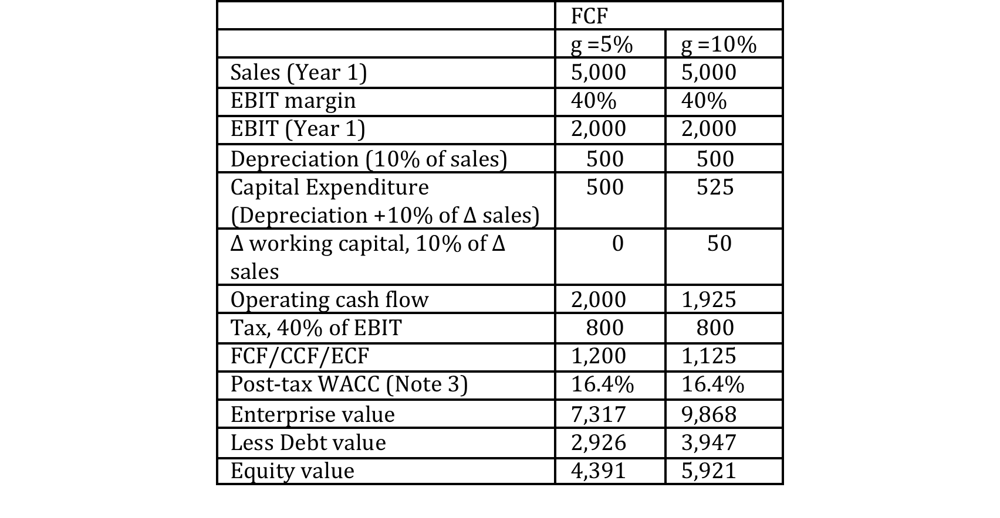 FCF
g =5% g =10%
Sales (Year 1) 5,000 5,000
EBIT margin 40% 40%
EBIT (Year 1) 2,000 2,000
Depreciation (10% of sales) 500 500
Capital Expenditure 500 525
(Depreciation +10% of Δ sales)
Δ working capital, 10% of Δ 0 50
sales
Operating cash flow 2,000 1,925
Tax, 40% of EBIT 800 800
FCF/CCF/ECF 1,200 1,125
Post-tax WACC (Note 3) 16.4% 16.4%
Enterprise value 7,317 9,868
Less Debt value 2,926 3,947
Equity value 4,391 5,921